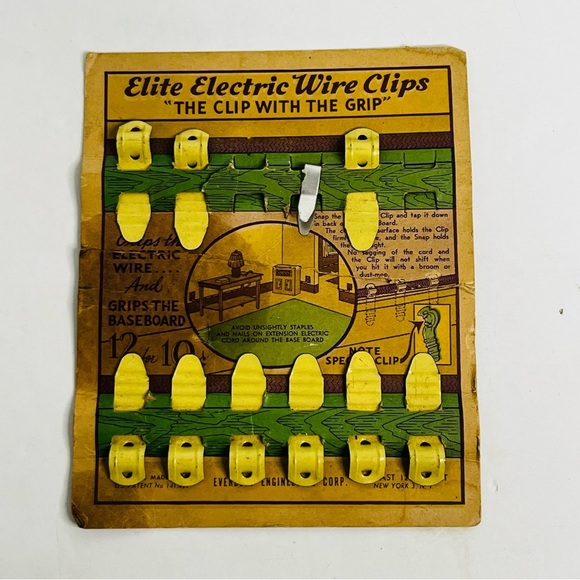 Elite Electric Wire Clips
"THE CLIP WITH THE GRIP"
Snap the Clip and tap it down
in back Board.
The surface holds the Clip
and the Snap holds
the
No sagging of the cord and
the Clip will not shift when
you hit it with a broom or
dust-mop.
ELECTRIC
WIRE
And
GRIPS THE
BASEBOARD
12 for 10
AVOID UNSIGHTLY STAPLES
AND NAILS ON EXTENSION ELECTRIC
CORD AROUND THE BASE BOARD
NOTE
CLIP
MADE
CORP.
NEW YORK